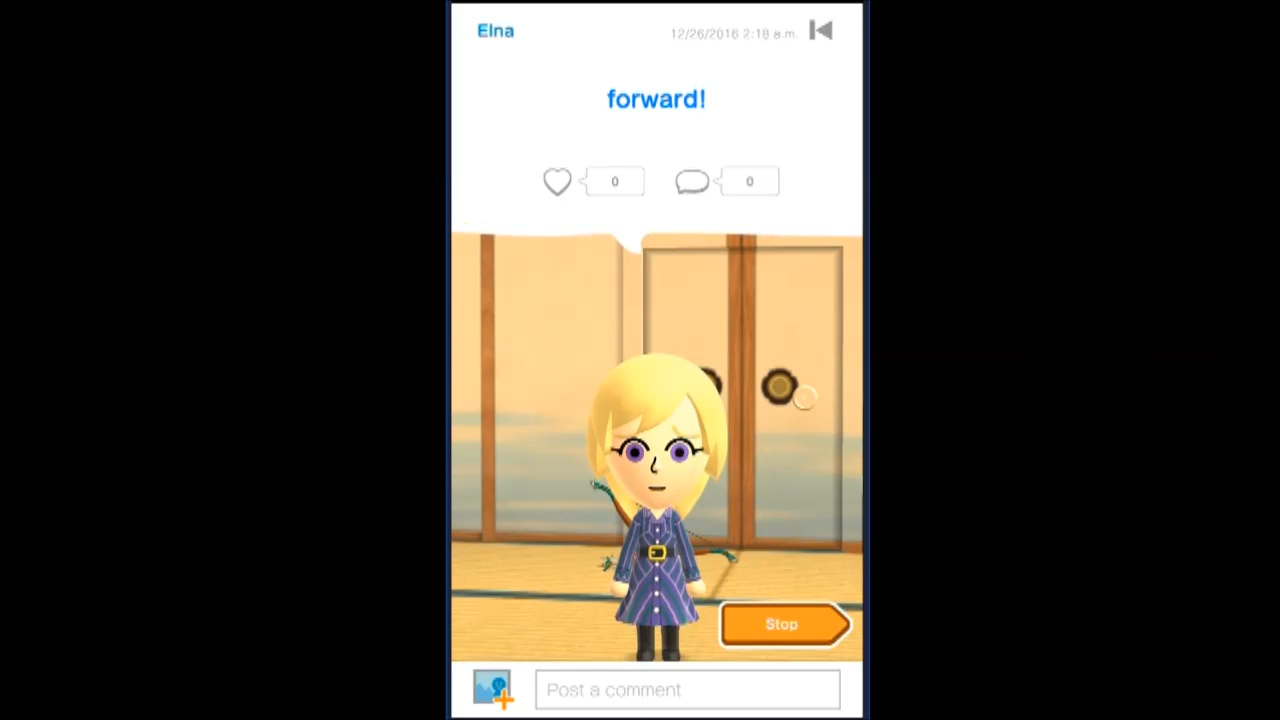 Elna
12/26/2016 2:18 a.m.
forward!
0
0
Stop
Post a comment